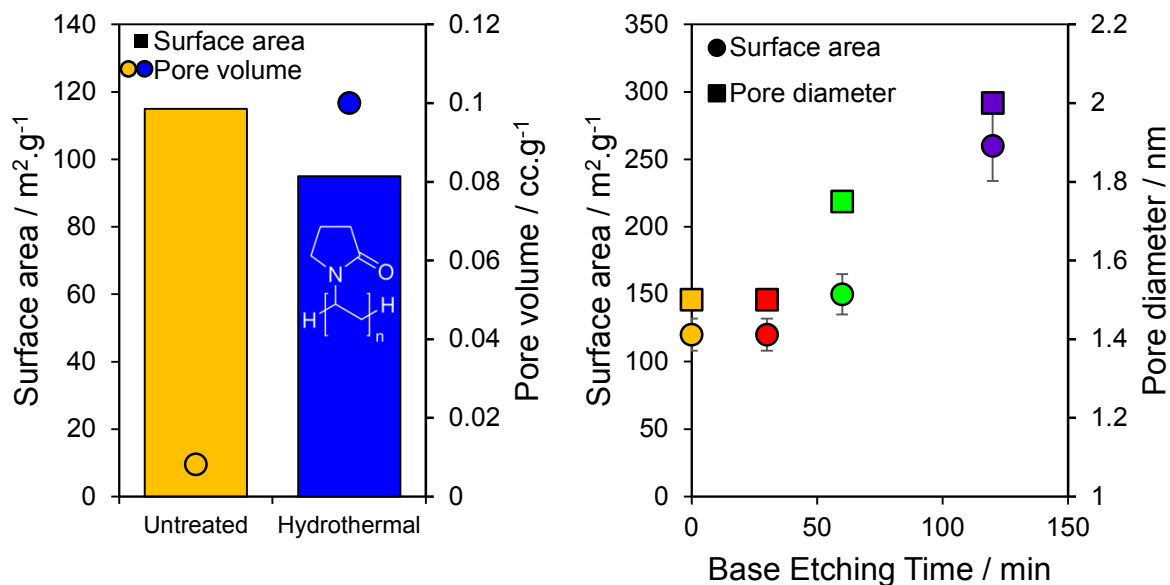 Surface area
Pore volume
Surface area / m².g⁻¹
140
120
100
80
60
40
20
0
Pore volume / cc.g⁻¹
0.12
0.1
0.08
0.06
0.04
0.02
0
N
O
H
H
n
Untreated
Hydrothermal
Surface area
Pore diameter
Surface area / m².g⁻¹
350
300
250
200
150
100
50
0
Pore diameter / nm
2.2
2
1.8
1.6
1.4
1.2
1
0
50
100
150
Base Etching Time / min